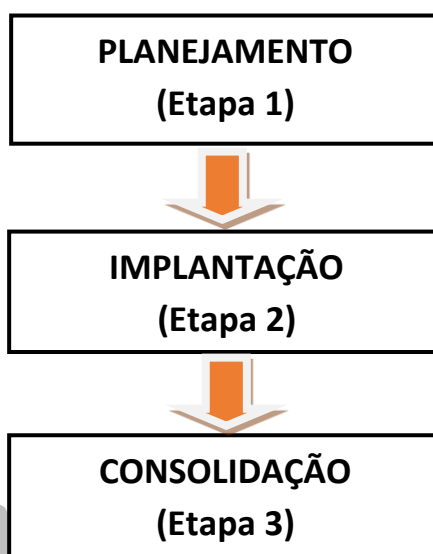 PLANEJAMENTO
(Etapa 1)
IMPLANTAÇÃO
(Etapa 2)
CONSOLIDAÇÃO
(Etapa 3)